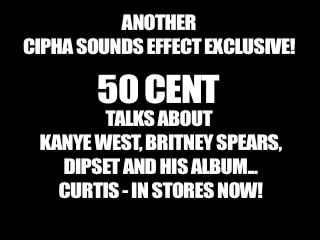 ANOTHER
CIPHA SOUNDS EFFECT EXCLUSIVE!
50 CENT
TALKS ABOUT
KANYE WEST, BRITNEY SPEARS,
DIPSET AND HIS ALBUM...
CURTIS - IN STORES NOW!